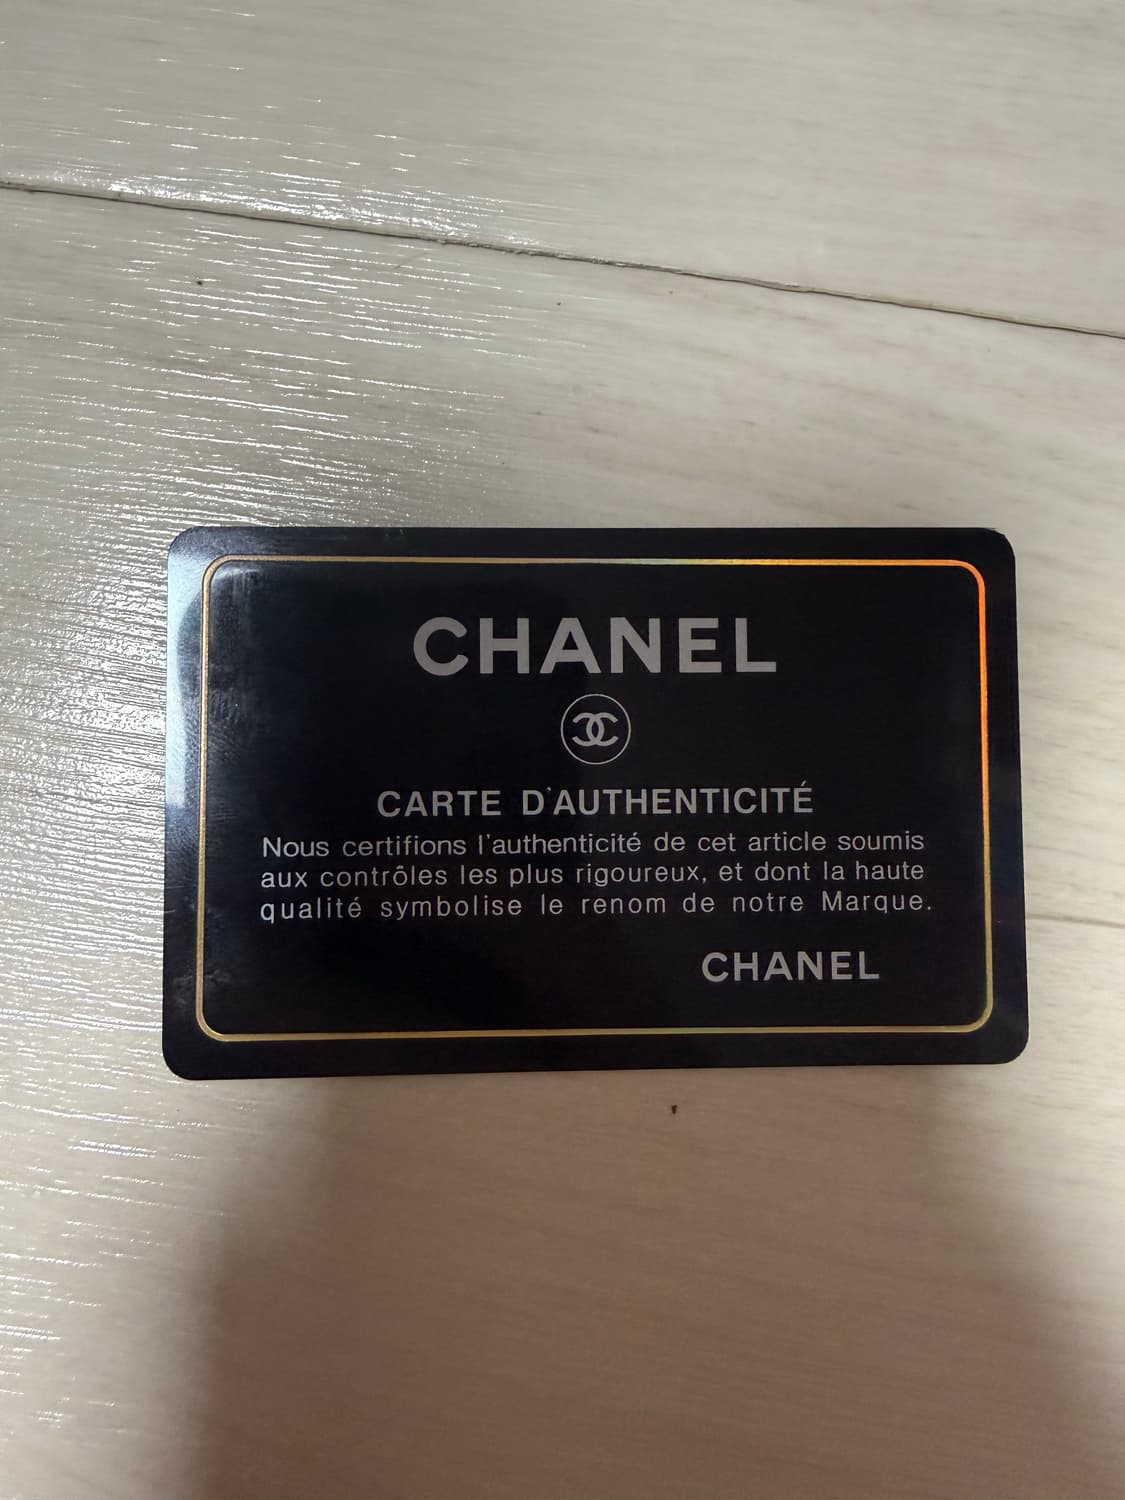 CHANEL
CARTE D'AUTHENTICITÉ
Nous certifions l'authenticité de cet article soumis
aux contrôles les plus rigoureux, et dont la haute
qualité symbolise le renom de notre Marque.
CHANEL